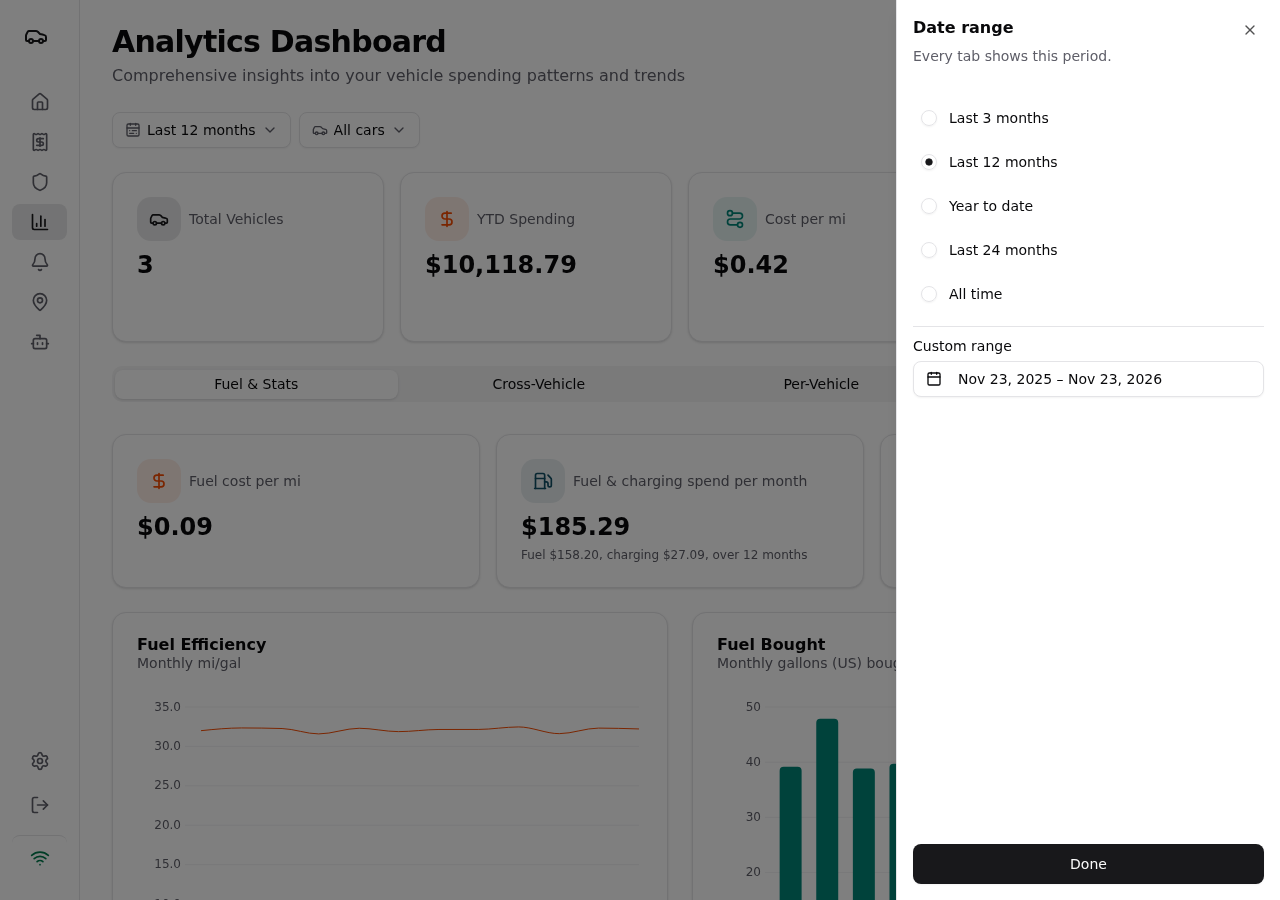 Analytics Dashboard
Comprehensive insights into your vehicle spending patterns and trends
Last 12 months
All cars
Total Vehicles
3
YTD Spending
$10,118.79
Cost per mi
$0.42
Fuel & Stats
Cross-Vehicle
Per-Vehicle
Fuel cost per mi
$0.09
Fuel & charging spend per month
$185.29
Fuel $158.20, charging $27.09, over 12 months
Fuel Efficiency
Monthly mi/gal
35.0
30.0
25.0
20.0
15.0
Fuel Bought
Monthly gallons (US)
50
40
30
20
Date range
Every tab shows this period.
Last 3 months
Last 12 months
Year to date
Last 24 months
All time
Custom range
Nov 23, 2025 – Nov 23, 2026
Done